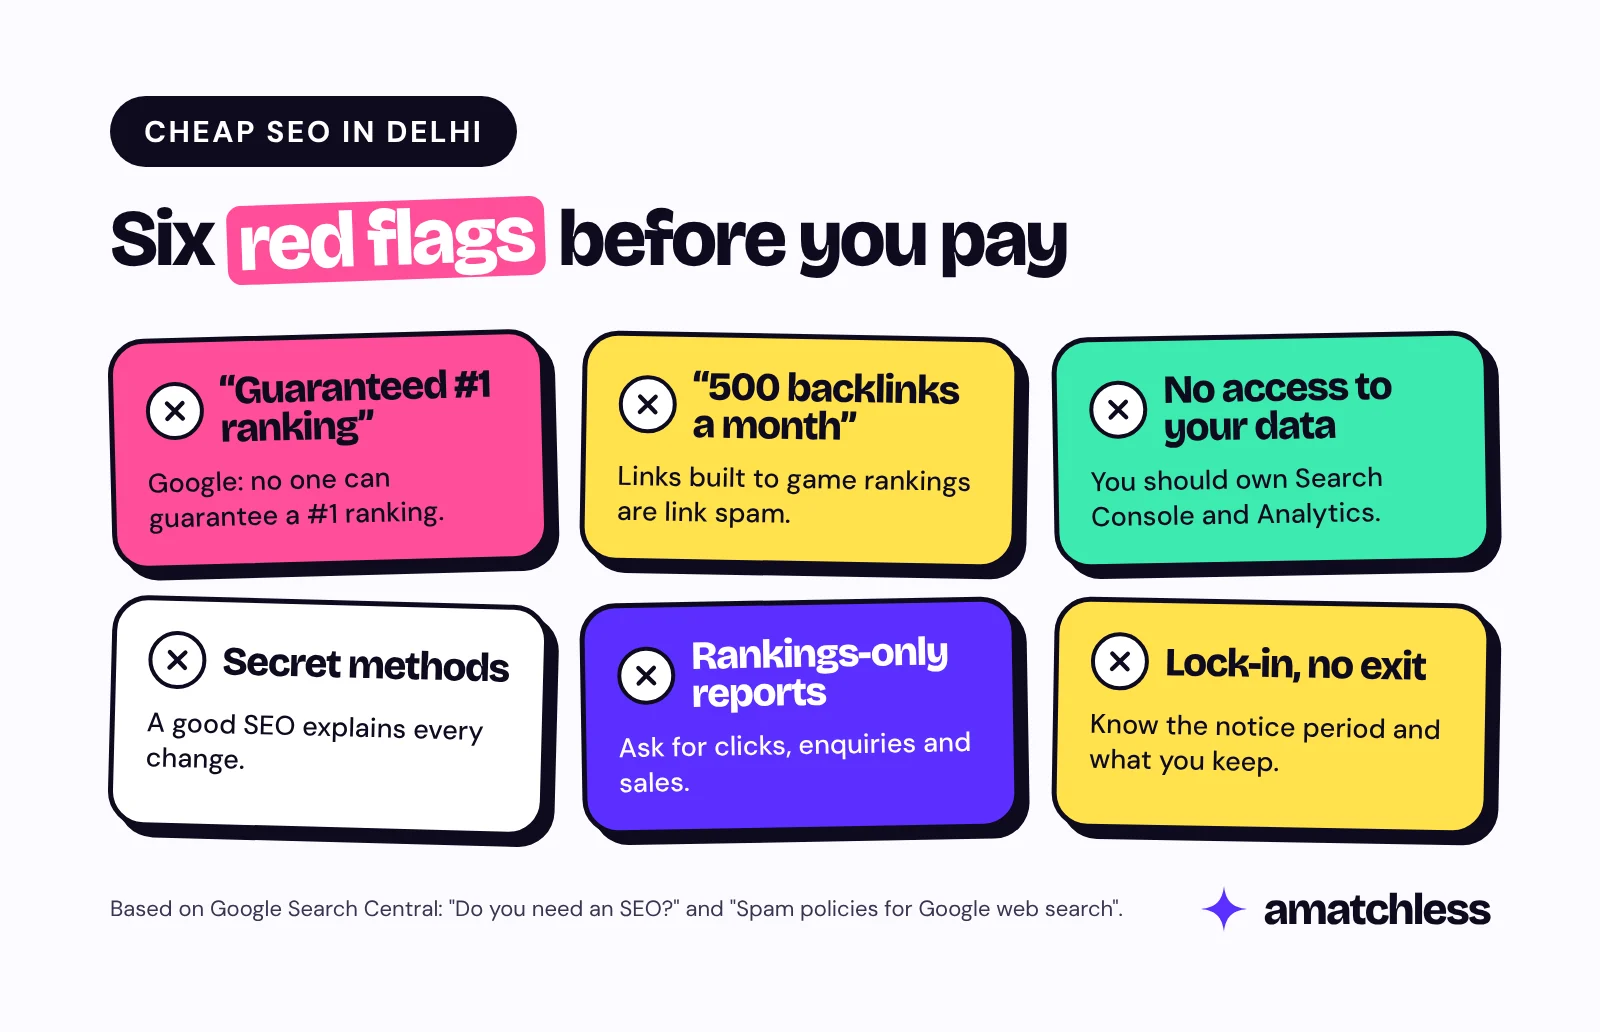 CHEAP SEO IN DELHI
Six red flags before you pay
“Guaranteed #1
ranking”
Google: no one can
guarantee a #1 ranking.
“500 backlinks
a month”
Links built to game rankings
are link spam.
No access to
your data
You should own Search
Console and Analytics.
Secret methods
A good SEO explains every
change.
Rankings-only
reports
Ask for clicks, enquiries and
sales.
Lock-in, no exit
Know the notice period and
what you keep.
Based on Google Search Central: "Do you need an SEO?" and "Spam policies for Google web search".
amatchless